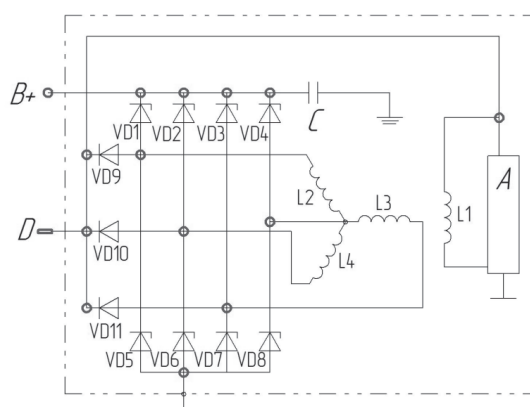 B+
VD1 VD2 VD3 VD4
C
VD9
L2
L3
L1
A
D
VD10
L4
VD11
VD5 VD6 VD7 VD8